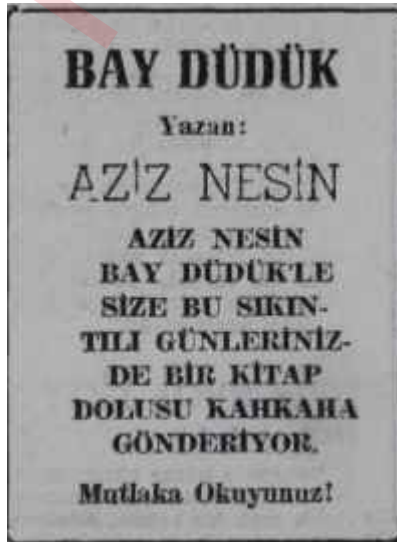 BAY DÜDÜK
Yazan:
AZİZ NESİN
AZİZ NESİN
BAY DÜDÜK'LE
SİZE BU SIKIN-
TILI GÜNLERİNİZ-
DE BİR KİTAP
DOLUSU KAHKAHA
GÖNDERİYOR.
Mutlaka Okuyunuz!